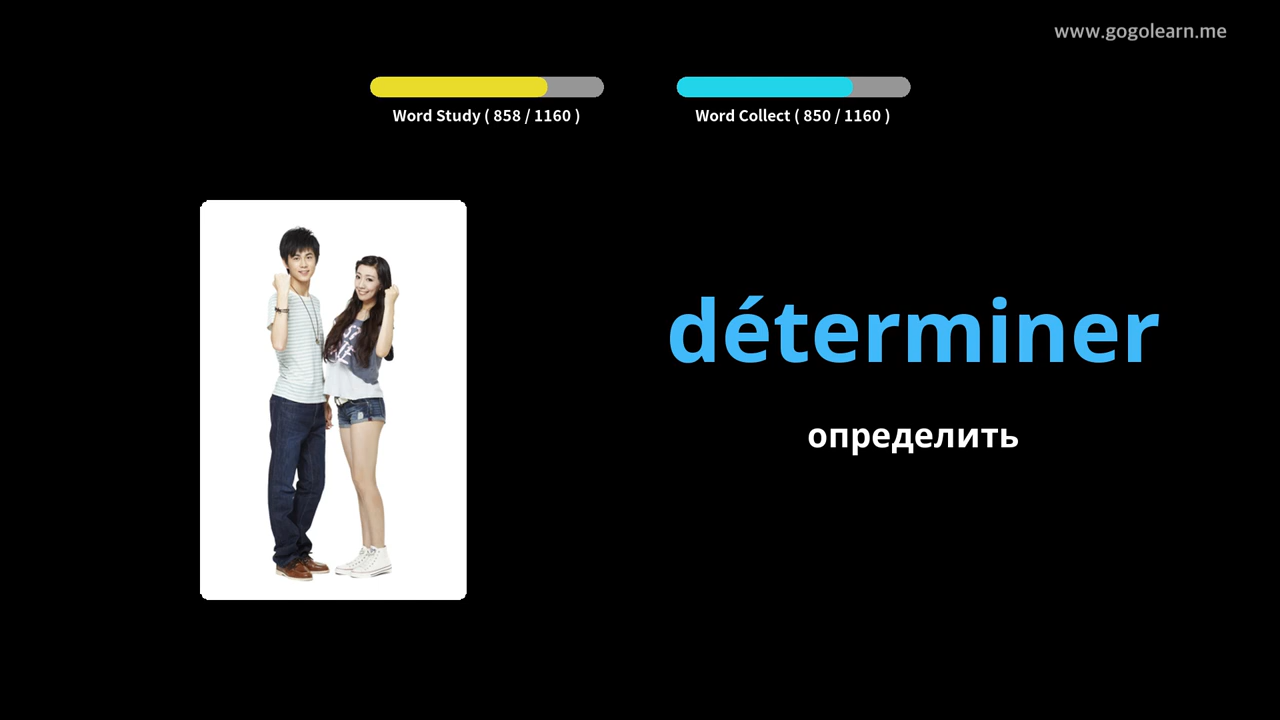 www.gogolearn.me
Word Study ( 858 / 1160 )
Word Collect ( 850 / 1160 )
déterminer
определить